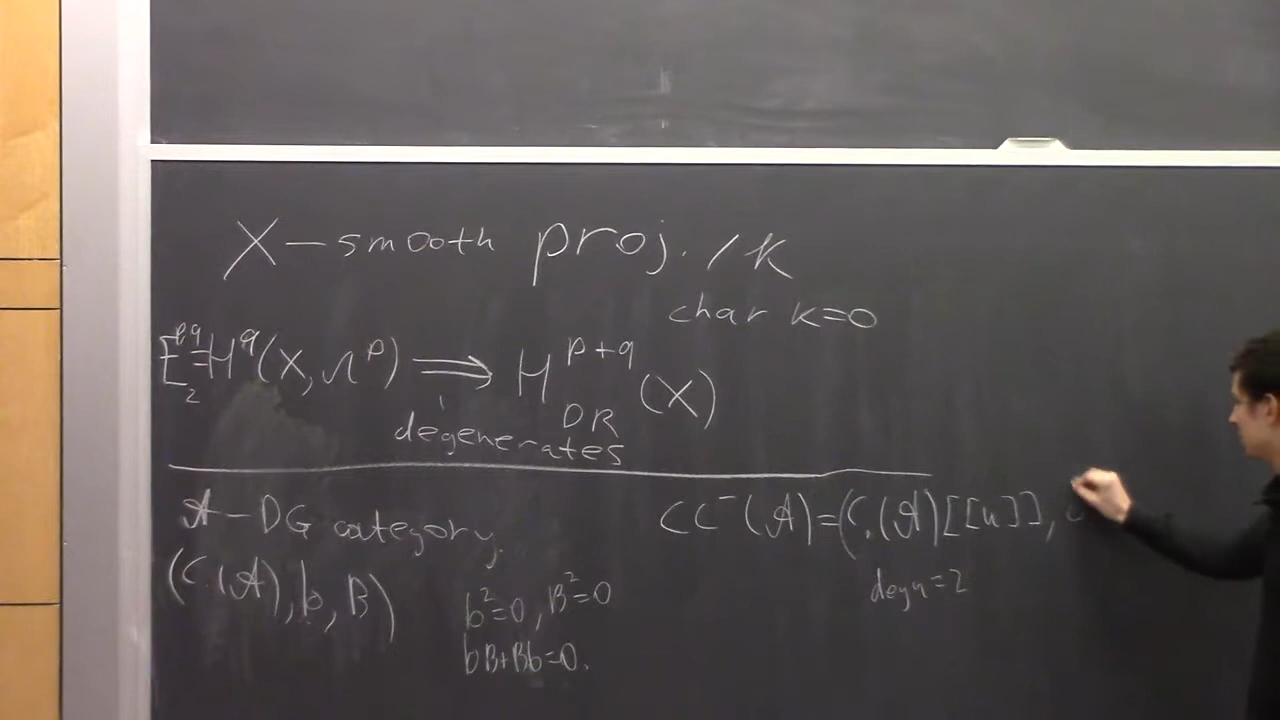 X – smooth proj. / k
char k=0
E₂^{pq}=H^q(X, Ω^p) ⟹ H^{p+q}_{DR}(X)
degenerates
A – DG category.
(C.(A), b, B)
b²=0, B²=0
bB+Bb=0.
CC⁻(A)=(C.(A)[[u]],
deg u=2